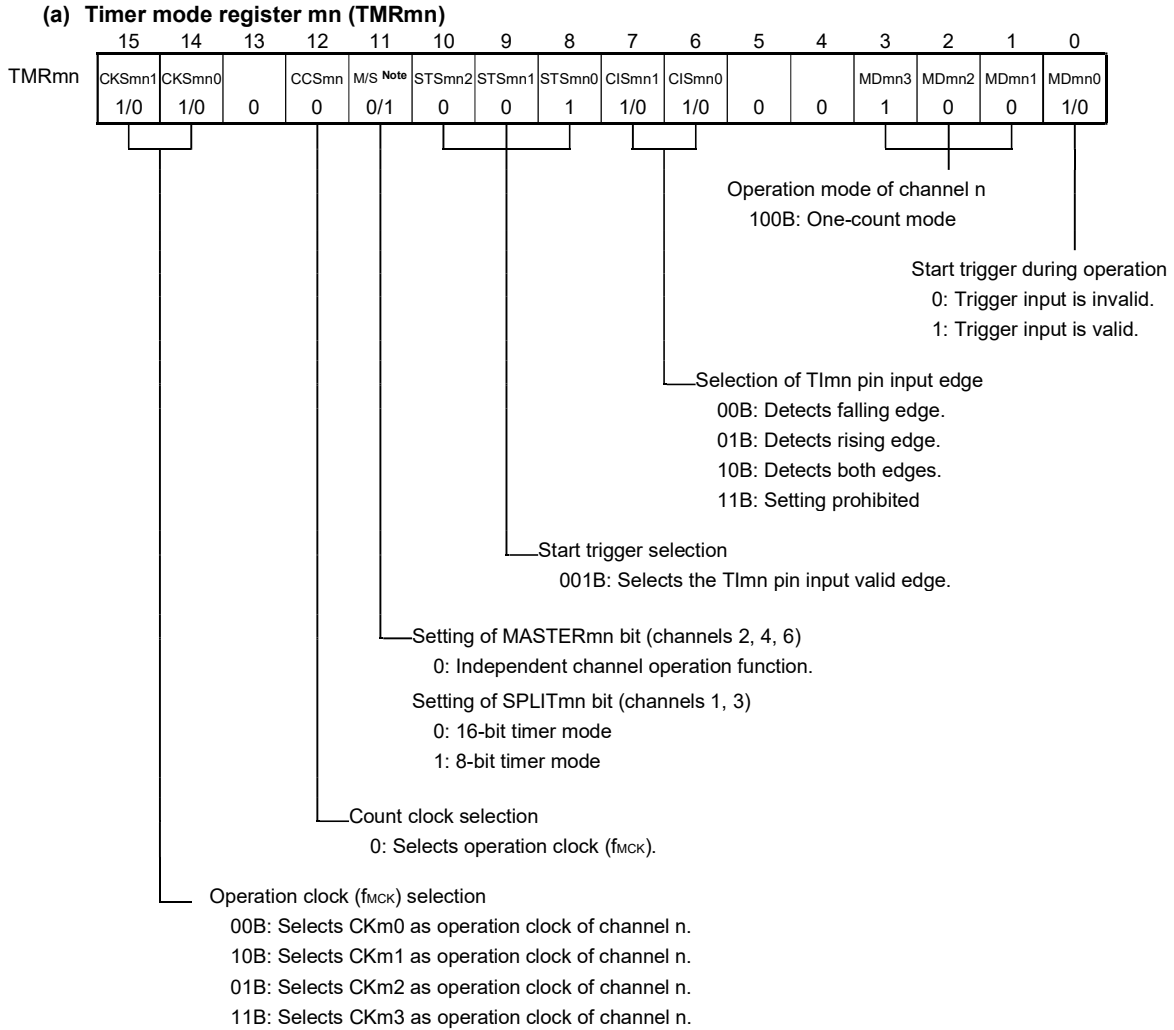 (a) Timer mode register mn (TMRmn)
15 14 13 12 11 10 9 8 7 6 5 4 3 2 1 0
TMRmn CKSmn1 CKSmn0 CCSmn M/S Note STSmn2 STSmn1 STSmn0 CISmn1 CISmn0 MDmn3 MDmn2 MDmn1 MDmn0
1/0 1/0 0 0 0/1 0 0 1 1/0 1/0 0 0 1 0 0 1/0
Operation mode of channel n
100B: One-count mode
Start trigger during operation
0: Trigger input is invalid.
1: Trigger input is valid.
Selection of TImn pin input edge
00B: Detects falling edge.
01B: Detects rising edge.
10B: Detects both edges.
11B: Setting prohibited
Start trigger selection
001B: Selects the TImn pin input valid edge.
Setting of MASTERmn bit (channels 2, 4, 6)
0: Independent channel operation function.
Setting of SPLITmn bit (channels 1, 3)
0: 16-bit timer mode
1: 8-bit timer mode
Count clock selection
0: Selects operation clock (fMCK).
Operation clock (fMCK) selection
00B: Selects CKm0 as operation clock of channel n.
10B: Selects CKm1 as operation clock of channel n.
01B: Selects CKm2 as operation clock of channel n.
11B: Selects CKm3 as operation clock of channel n.